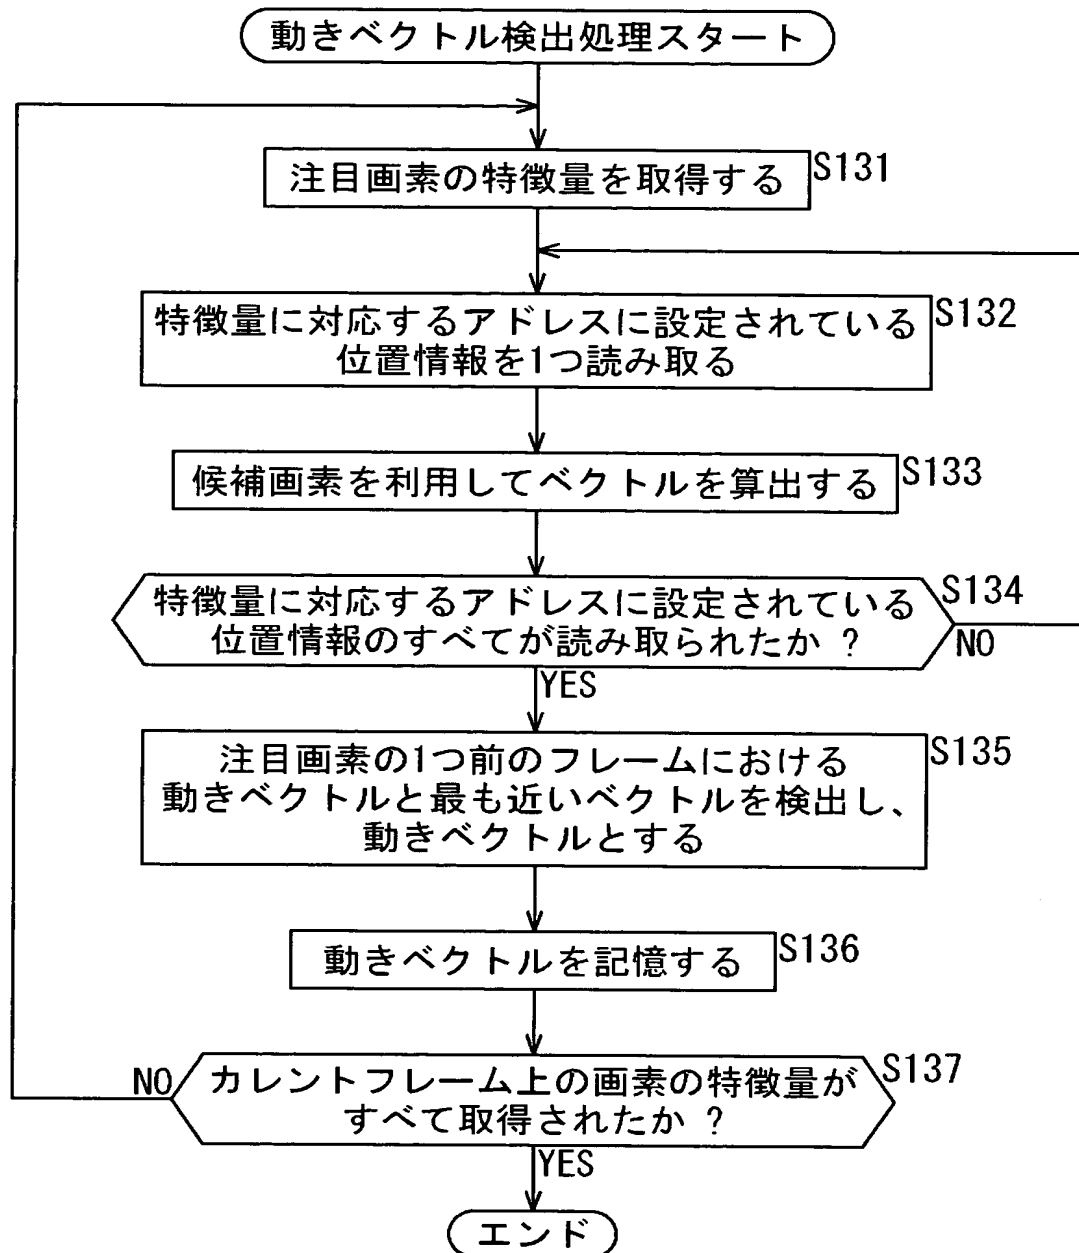 動きベクトル検出処理スタート
注目画素の特徴量を取得する
S131
特徴量に対応するアドレスに設定されている
位置情報を1つ読み取る
S132
候補画素を利用してベクトルを算出する
S133
特徴量に対応するアドレスに設定されている
位置情報のすべてが読み取られたか ?
S134
NO
YES
注目画素の1つ前のフレームにおける
動きベクトルと最も近いベクトルを検出し、
動きベクトルとする
S135
動きベクトルを記憶する
S136
NO
カレントフレーム上の画素の特徴量が
すべて取得されたか ?
S137
YES
エンド